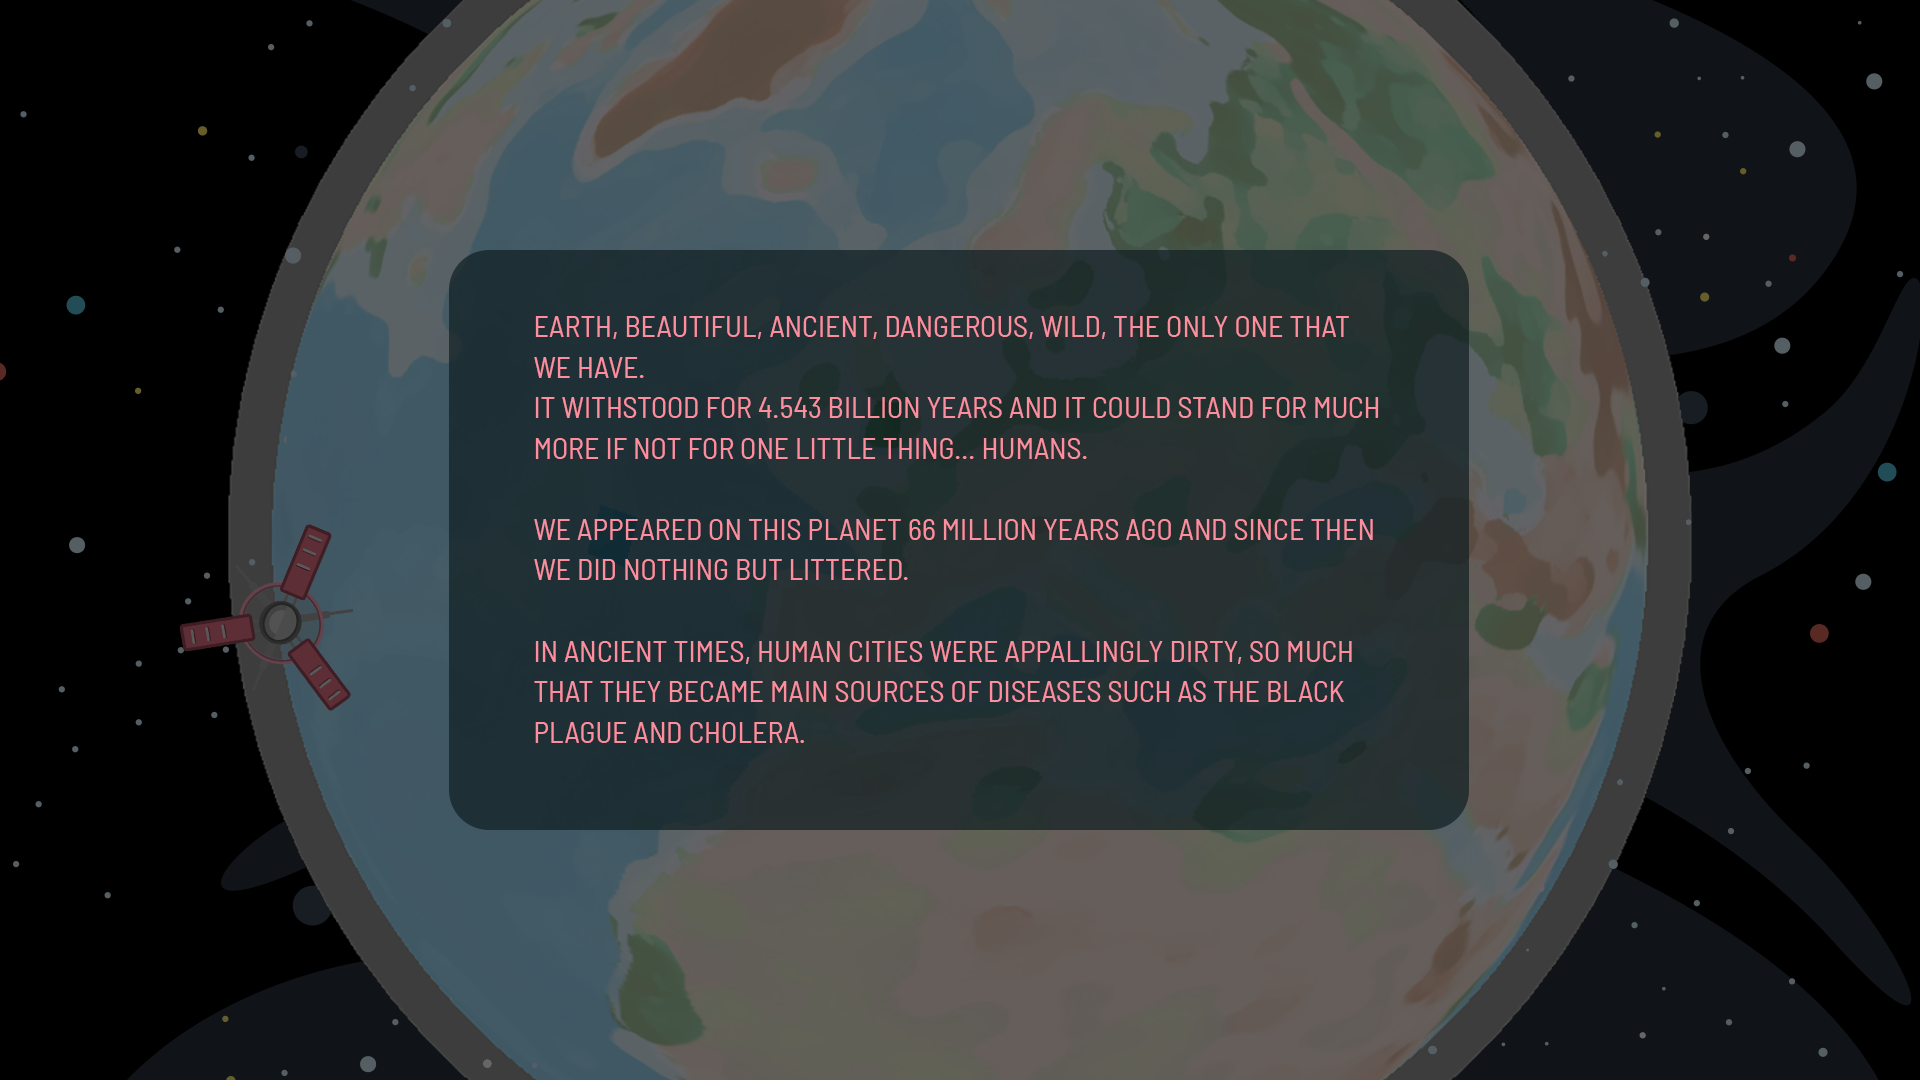 EARTH, BEAUTIFUL, ANCIENT, DANGEROUS, WILD, THE ONLY ONE THAT
WE HAVE.
IT WITHSTOOD FOR 4.543 BILLION YEARS AND IT COULD STAND FOR MUCH
MORE IF NOT FOR ONE LITTLE THING... HUMANS.
WE APPEARED ON THIS PLANET 66 MILLION YEARS AGO AND SINCE THEN
WE DID NOTHING BUT LITTERED.
IN ANCIENT TIMES, HUMAN CITIES WERE APPALLINGLY DIRTY, SO MUCH
THAT THEY BECAME MAIN SOURCES OF DISEASES SUCH AS THE BLACK
PLAGUE AND CHOLERA.